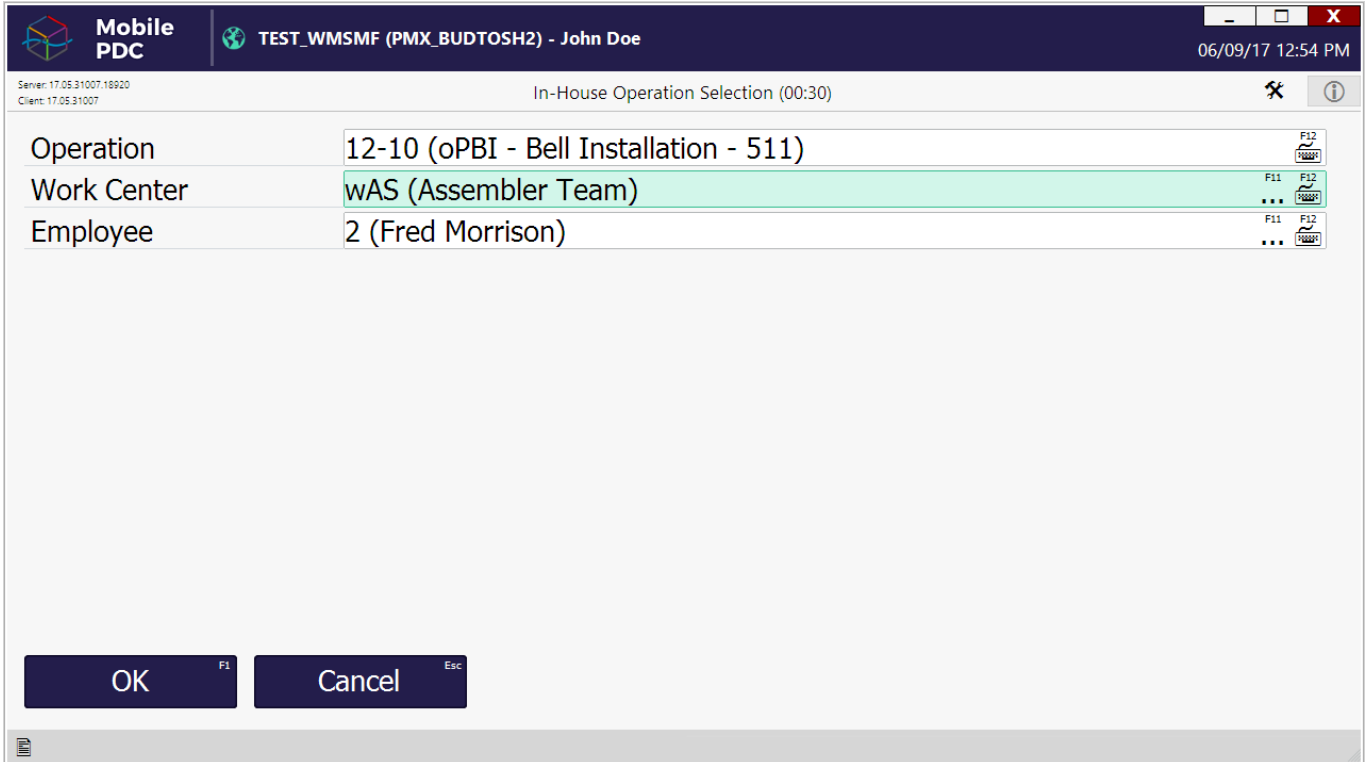 Mobile
PDC
TEST_WMSMF (PMX_BUDTOSH2) - John Doe
X
06/09/17 12:54 PM
Server: 17.05.31007.18920
Client: 17.05.31007
In-House Operation Selection (00:30)
Operation 12-10 (oPBI - Bell Installation - 511) F12
Work Center wAS (Assembler Team) F11 ... F12
Employee 2 (Fred Morrison) F11 ... F12
OK F1 Cancel Esc